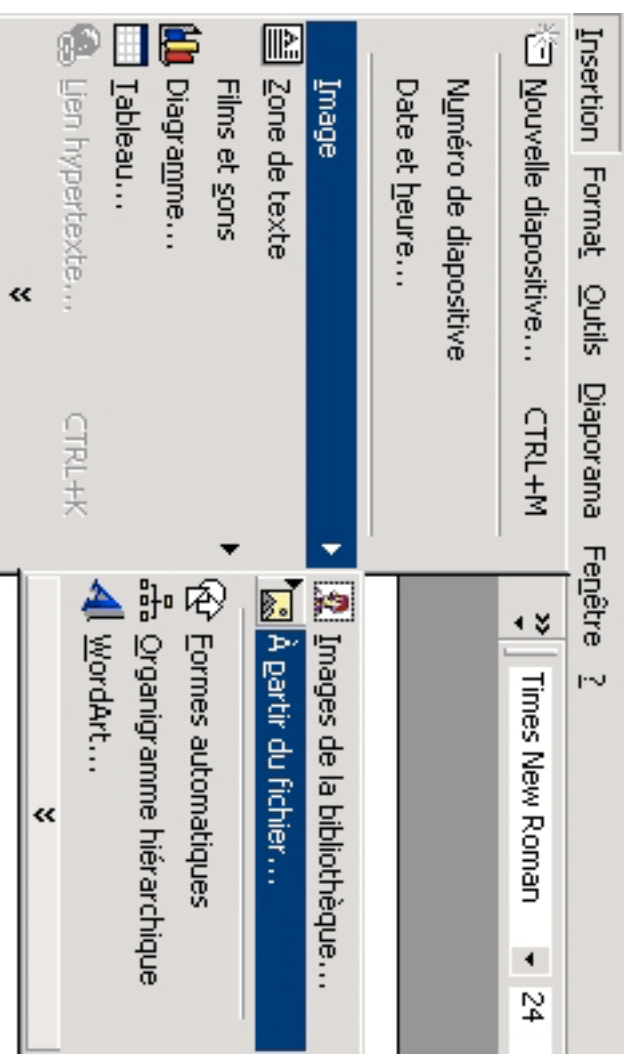 Insertion Format Outils Diaporama Fenêtre ?
Nouvelle diapositive... CTRL+M
Times New Roman 24
Numéro de diapositive
Date et heure...
Image
Images de la bibliothèque...
Zone de texte
À partir du fichier...
Films et sons
Formes automatiques
Diagramme...
Organigramme hiérarchique
Tableau...
WordArt...
Lien hypertexte... CTRL+K